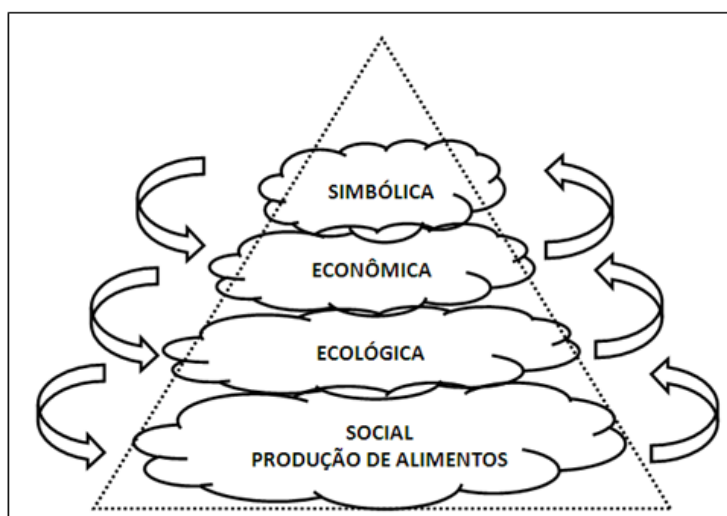 SIMBÓLICA
ECONÔMICA
ECOLÓGICA
SOCIAL
PRODUÇÃO DE ALIMENTOS